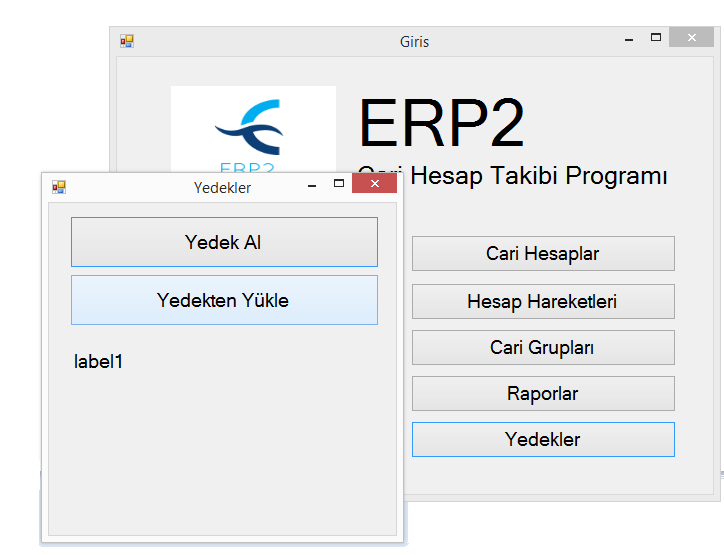 Giris
ERP2
ERP2
Cari Hesap Takibi Programı
Yedekler
Yedek Al
Yedekten Yükle
label1
Cari Hesaplar
Hesap Hareketleri
Cari Grupları
Raporlar
Yedekler